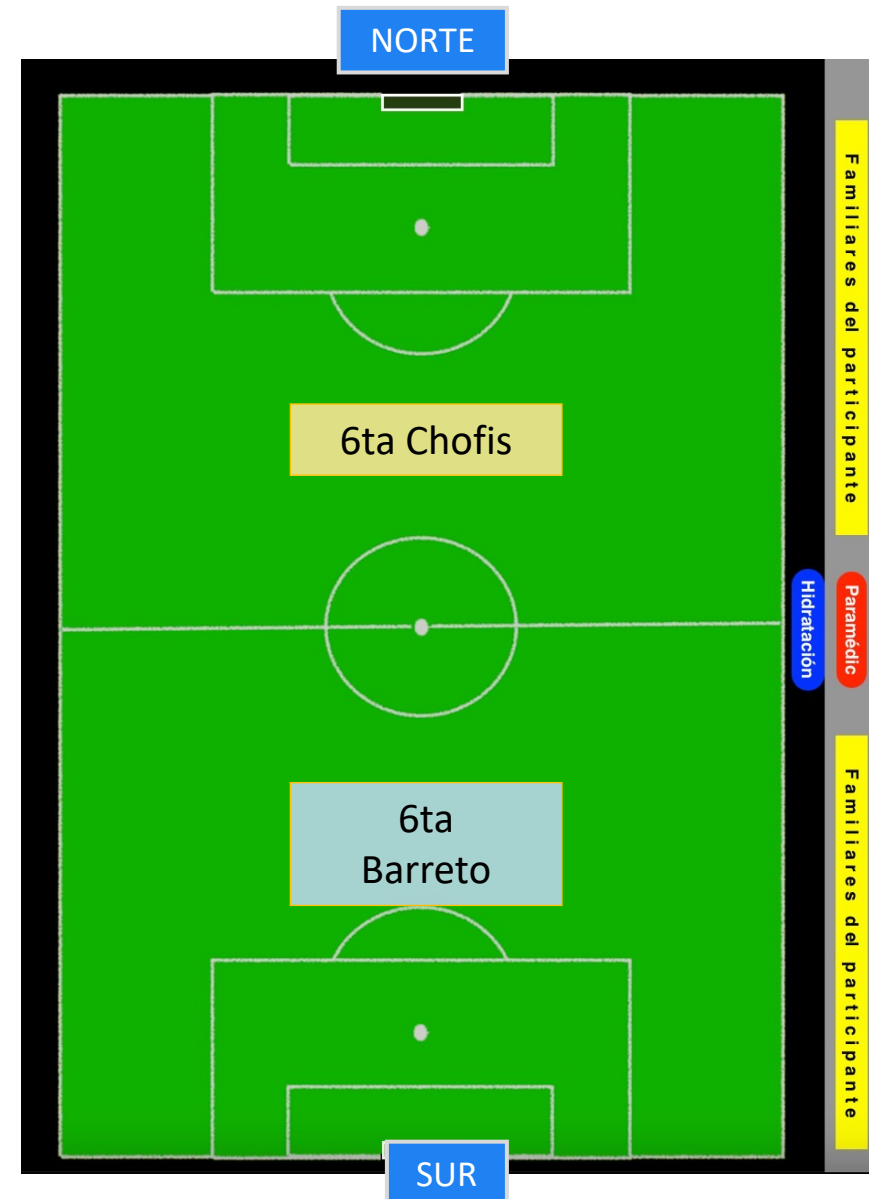 NORTE
Familiares del participante
6ta Chofis
Hidratación
Paramédic
6ta
Barreto
Familiares del participante
SUR